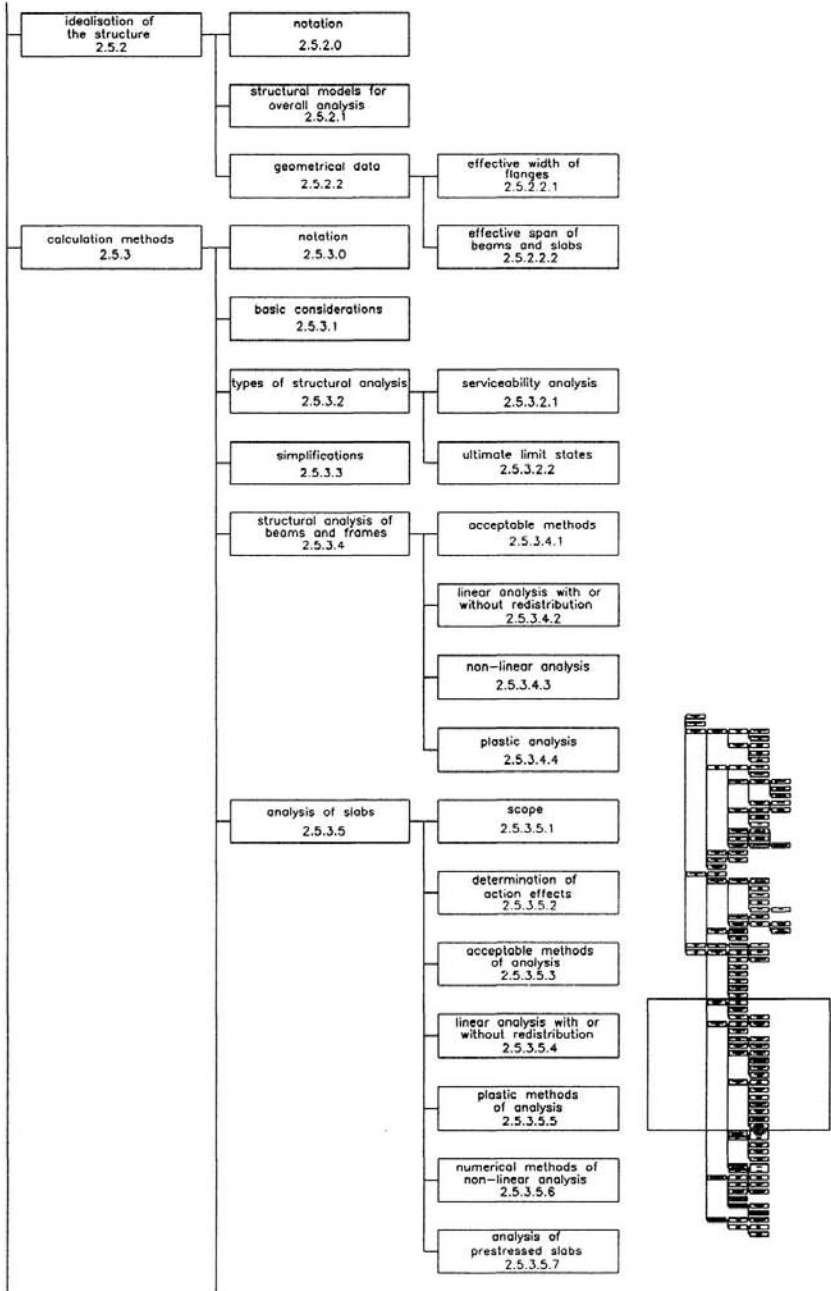 idealisation of
the structure
2.5.2
notation
2.5.2.0
structural models for
overall analysis
2.5.2.1
geometrical data
2.5.2.2
effective width of
flanges
2.5.2.2.1
effective span of
beams and slabs
2.5.2.2.2
calculation methods
2.5.3
notation
2.5.3.0
basic considerations
2.5.3.1
types of structural analysis
2.5.3.2
serviceability analysis
2.5.3.2.1
simplifications
2.5.3.3
ultimate limit states
2.5.3.2.2
structural analysis of
beams and frames
2.5.3.4
acceptable methods
2.5.3.4.1
linear analysis with or
without redistribution
2.5.3.4.2
non-linear analysis
2.5.3.4.3
plastic analysis
2.5.3.4.4
analysis of slabs
2.5.3.5
scope
2.5.3.5.1
determination of
action effects
2.5.3.5.2
acceptable methods
of analysis
2.5.3.5.3
linear analysis with or
without redistribution
2.5.3.5.4
plastic methods
of analysis
2.5.3.5.5
numerical methods of
non-linear analysis
2.5.3.5.6
analysis of
prestressed slabs
2.5.3.5.7